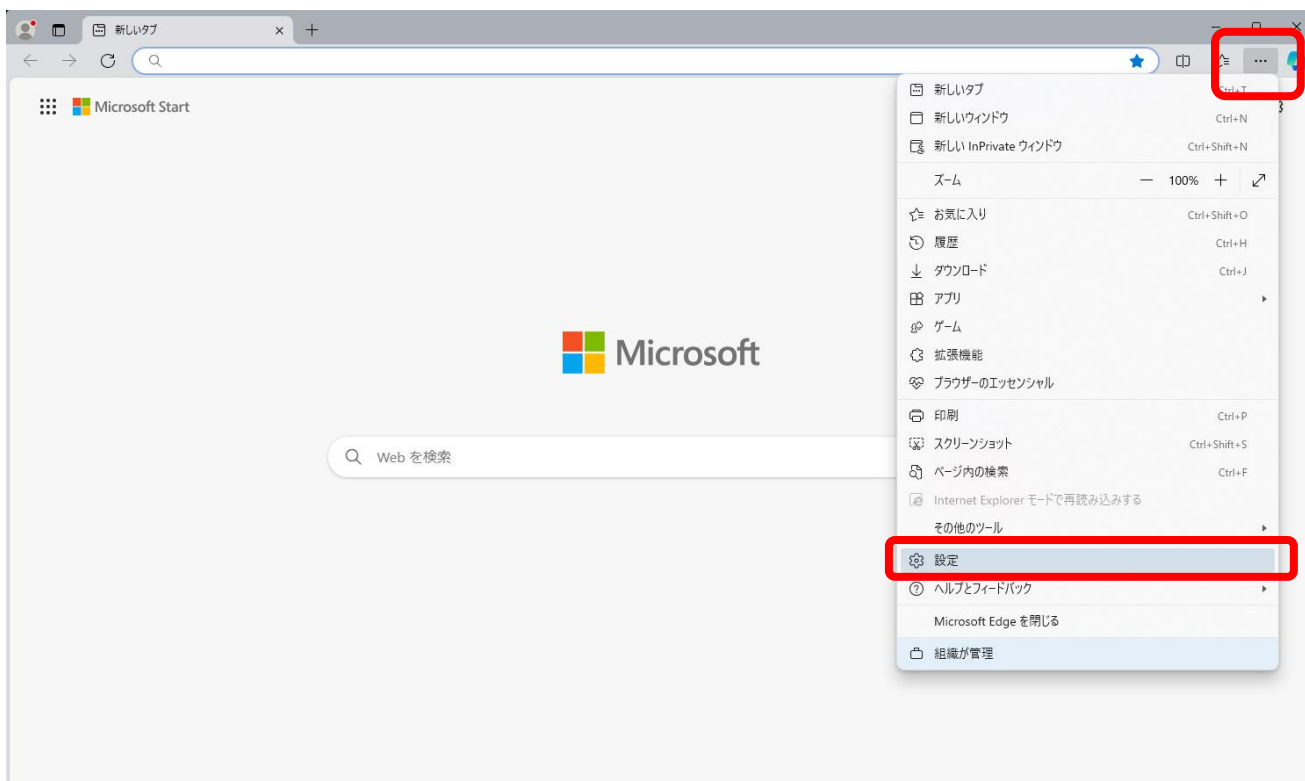 新しいタブ
Microsoft Start
新しいタブ Ctrl+T
新しいウィンドウ Ctrl+N
新しい InPrivate ウィンドウ Ctrl+Shift+N
ズーム 100%
お気に入り Ctrl+Shift+O
履歴 Ctrl+H
ダウンロード Ctrl+J
アプリ
ゲーム
拡張機能
ブラウザーのエッセンシャル
Microsoft
印刷 Ctrl+P
スクリーンショット Ctrl+Shift+S
Web を検索
ページ内の検索 Ctrl+F
Internet Explorer モードで再読み込みする
その他のツール
設定
ヘルプとフィードバック
Microsoft Edge を閉じる
組織が管理